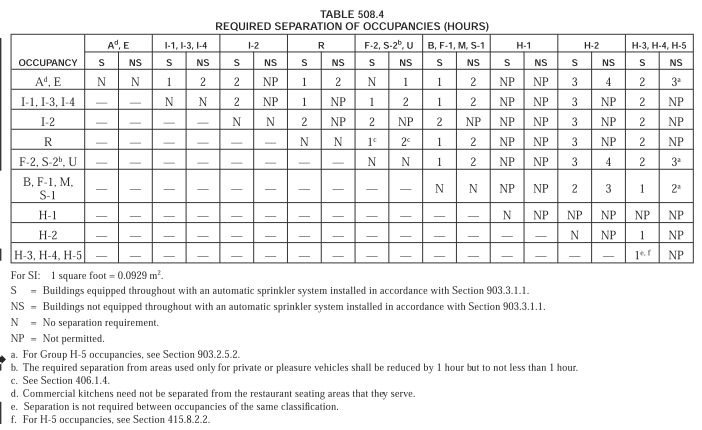 TABLE 508.4
REQUIRED SEPARATION OF OCCUPANCIES (HOURS)
OCCUPANCY Aᵈ, E I-1, I-3, I-4 I-2 R F-2, S-2ᵇ, U B, F-1, M, S-1 H-1 H-2 H-3, H-4, H-5
S NS S NS S NS S NS S NS S NS S NS S NS S NS
Aᵈ, E N N 1 2 2 NP 1 2 N 1 1 2 NP NP 3 4 2 3ᵃ
I-1, I-3, I-4 — — N N 2 NP 1 NP 1 2 1 2 NP NP 3 NP 2 NP
I-2 — — — — N N 2 NP 2 NP 2 NP NP NP 3 NP 2 NP
R — — — — — — N N 1ᶜ 2ᶜ 1 2 NP NP 3 NP 2 NP
F-2, S-2ᵇ, U — — — — — — — — N N 1 2 NP NP 3 4 2 3ᵃ
B, F-1, M,
S-1 — — — — — — — — — — N N NP NP 2 3 1 2ᵃ
H-1 — — — — — — — — — — — — N NP NP NP NP NP
H-2 — — — — — — — — — — — — — — N NP 1 NP
H-3, H-4, H-5 — — — — — — — — — — — — — — — — 1ᵉ, ᶠ NP
For SI: 1 square foot = 0.0929 m².
S = Buildings equipped throughout with an automatic sprinkler system installed in accordance with Section 903.3.1.1.
NS = Buildings not equipped throughout with an automatic sprinkler system installed in accordance with Section 903.3.1.1.
N = No separation requirement.
NP = Not permitted.
a. For Group H-5 occupancies, see Section 903.2.5.2.
b. The required separation from areas used only for private or pleasure vehicles shall be reduced by 1 hour but to not less than 1 hour.
c. See Section 406.1.4.
d. Commercial kitchens need not be separated from the restaurant seating areas that they serve.
e. Separation is not required between occupancies of the same classification.
f. For H-5 occupancies, see Section 415.8.2.2.